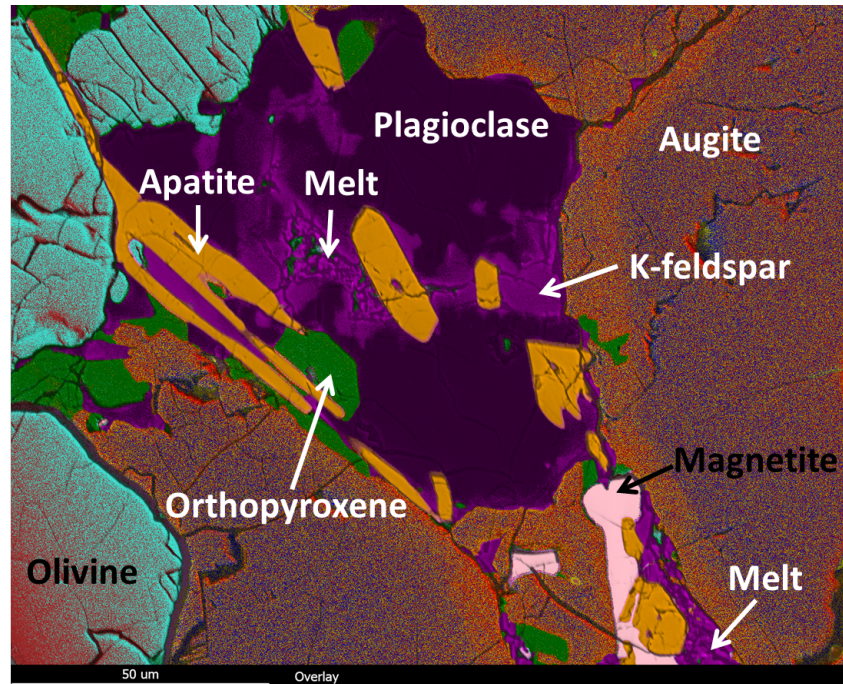 Plagioclase
Augite
Apatite
Melt
K-feldspar
Magnetite
Orthopyroxene
Olivine
Melt
50 um
Overlay